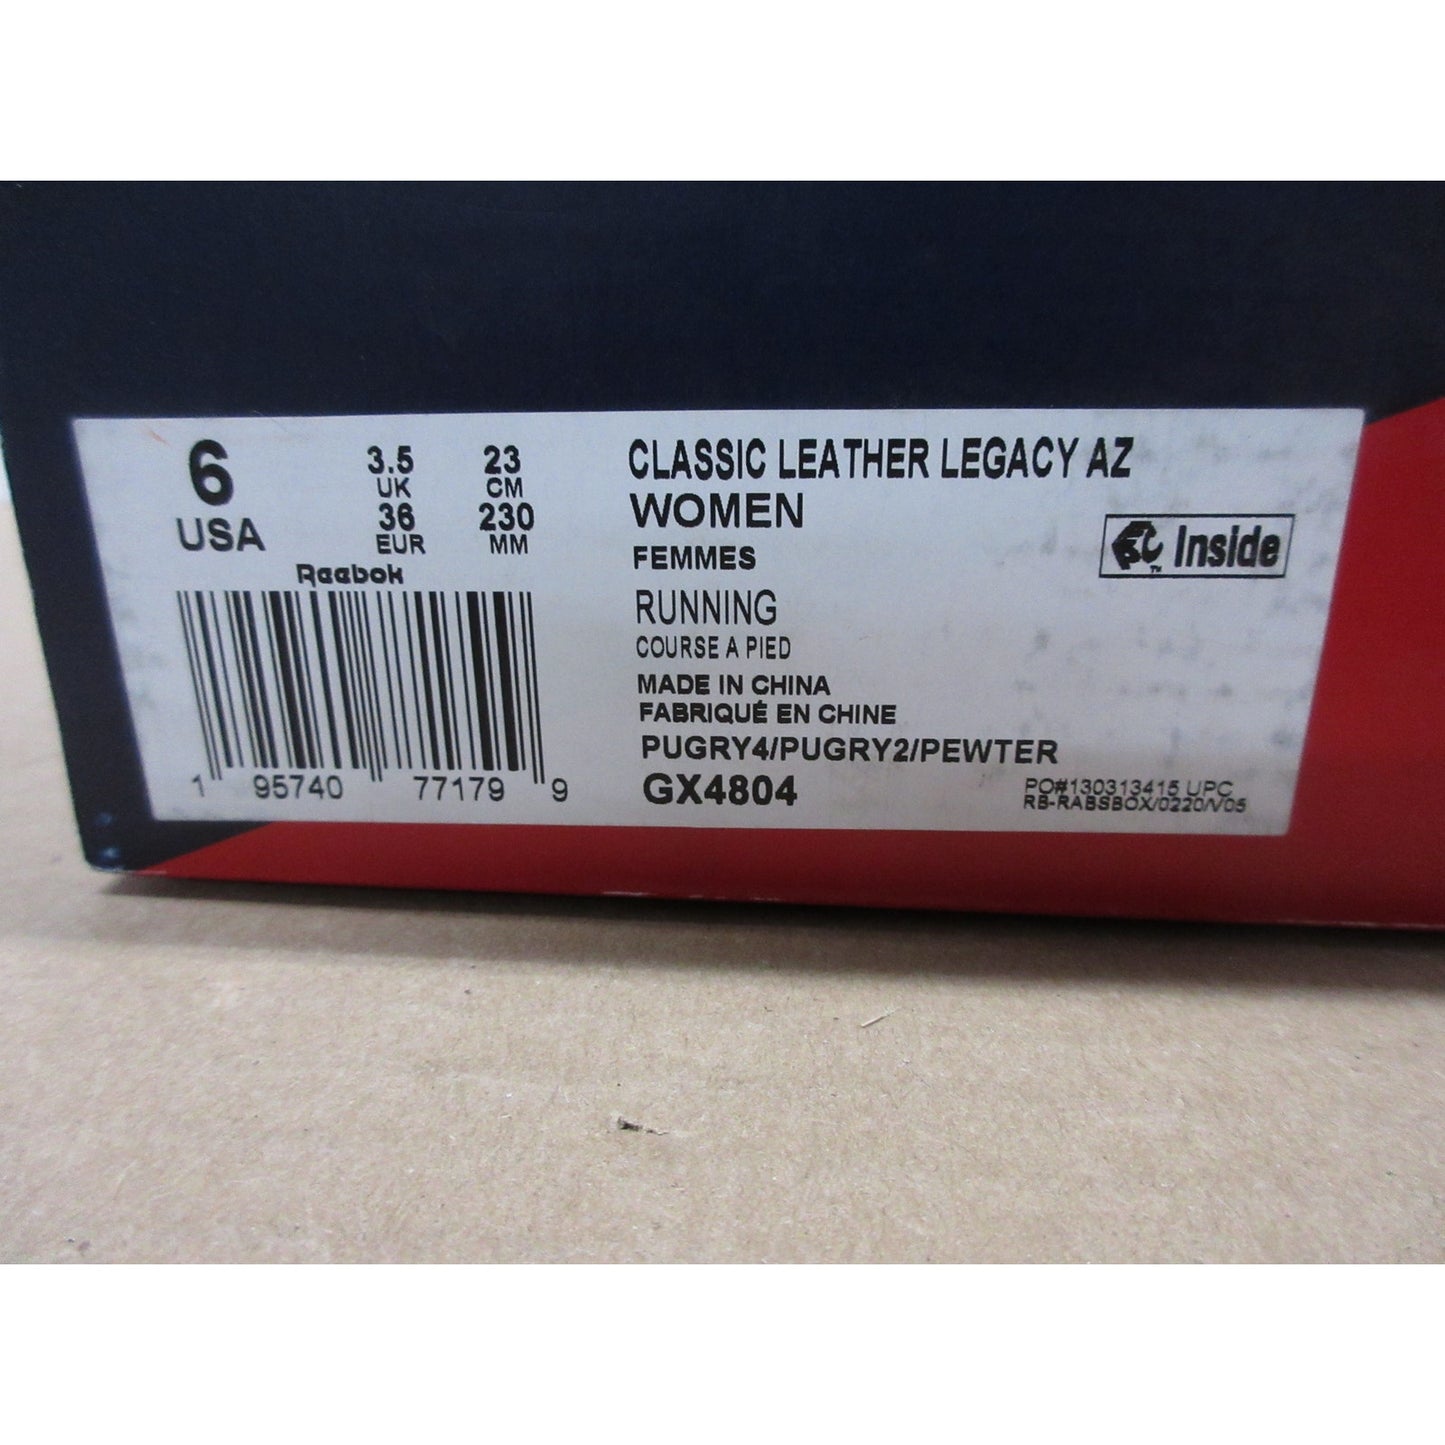 6
USA
3.5
UK
36
EUR
23
CM
230
MM
Reebok
1 95740 77179 9
CLASSIC LEATHER LEGACY AZ
WOMEN
FEMMES
RUNNING
COURSE A PIED
MADE IN CHINA
FABRIQUÉ EN CHINE
PUGRY4/PUGRY2/PEWTER
GX4804
Inside
PO#130313415 UPC
RB-RABSBOX/0220/V05